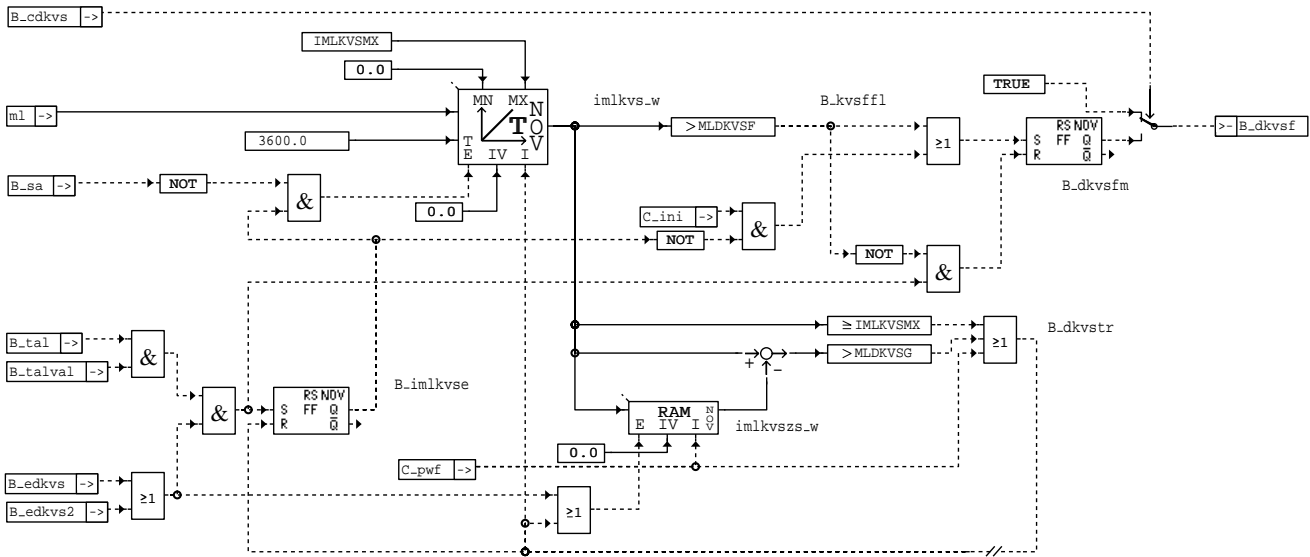 B_cdkvs ->
IMLKVSMX
0.0
MN MX N O V
T
T E IV I
ml ->
3600.0
B_sa ->
NOT
&
0.0
imlkvs_w
>MLDKVSF
B_kvsffl
≥1
TRUE
RS NOV
S FF Q
R Q
B_dkvsfm
>- B_dkvsf
C_ini ->
NOT
&
NOT
&
B_tal ->
B_talval ->
&
&
RS NOV
S FF Q
R Q
B_imlkvse
≥IMLKVSMX
>MLDKVSG
+
−
≥1
B_dkvstr
RAM N O V
E IV I
imlkvszs_w
0.0
C_pwf ->
B_edkvs ->
B_edkvs2 ->
≥1
≥1
//